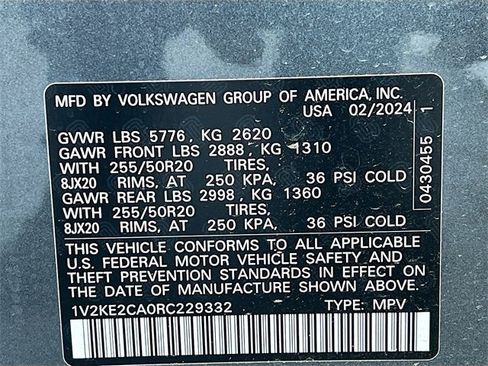 MFD BY VOLKSWAGEN GROUP OF AMERICA, INC.
USA 02/2024
GVWR LBS 5776, KG 2620
GAWR FRONT LBS 2888, KG 1310
WITH 255/50R20 TIRES,
8JX20 RIMS, AT 250 KPA, 36 PSI COLD
GAWR REAR LBS 2998, KG 1360
WITH 255/50R20 TIRES,
8JX20 RIMS, AT 250 KPA, 36 PSI COLD
THIS VEHICLE CONFORMS TO ALL APPLICABLE
U.S. FEDERAL MOTOR VEHICLE SAFETY AND
THEFT PREVENTION STANDARDS IN EFFECT ON
THE DATE OF MANUFACTURE SHOWN ABOVE.
1V2KE2CA0RC229332 TYPE: MPV
0430455 1